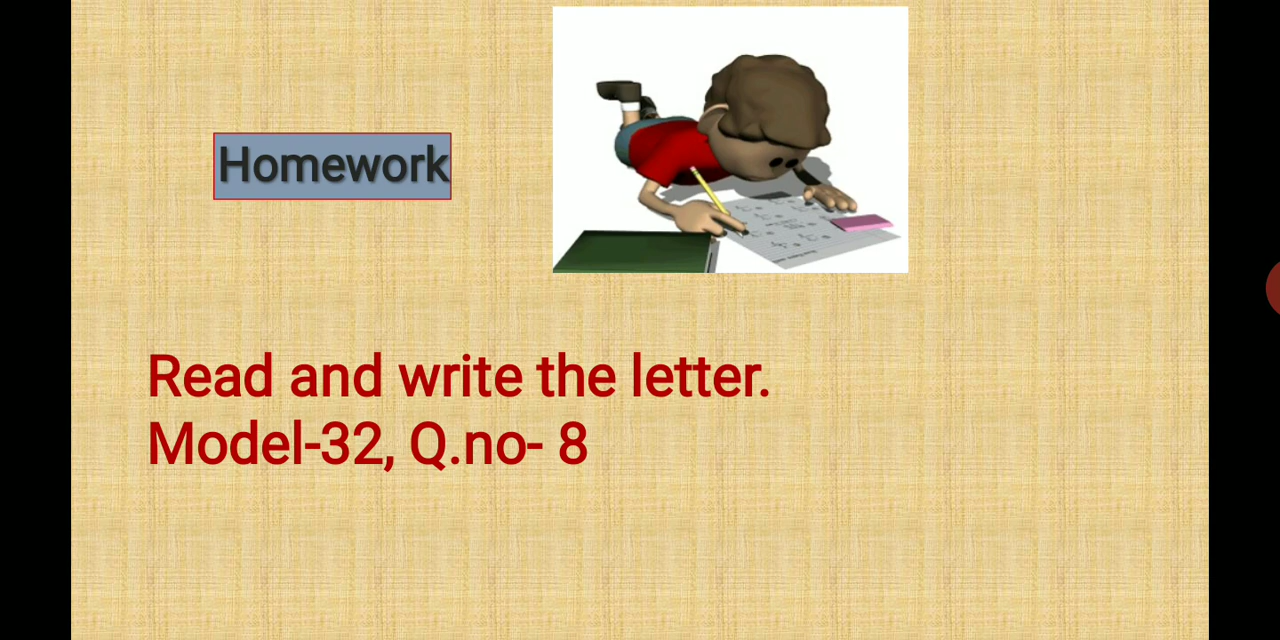 Homework
Read and write the letter.
Model-32, Q.no- 8